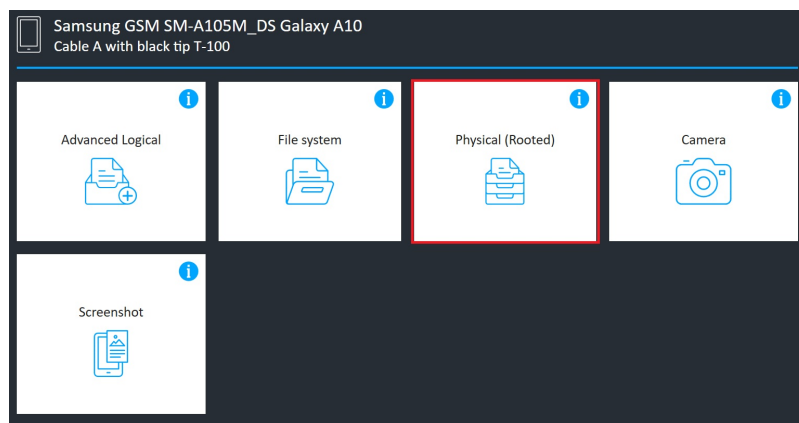 Samsung GSM SM-A105M_DS Galaxy A10
Cable A with black tip T-100
Advanced Logical
File system
Physical (Rooted)
Camera
Screenshot